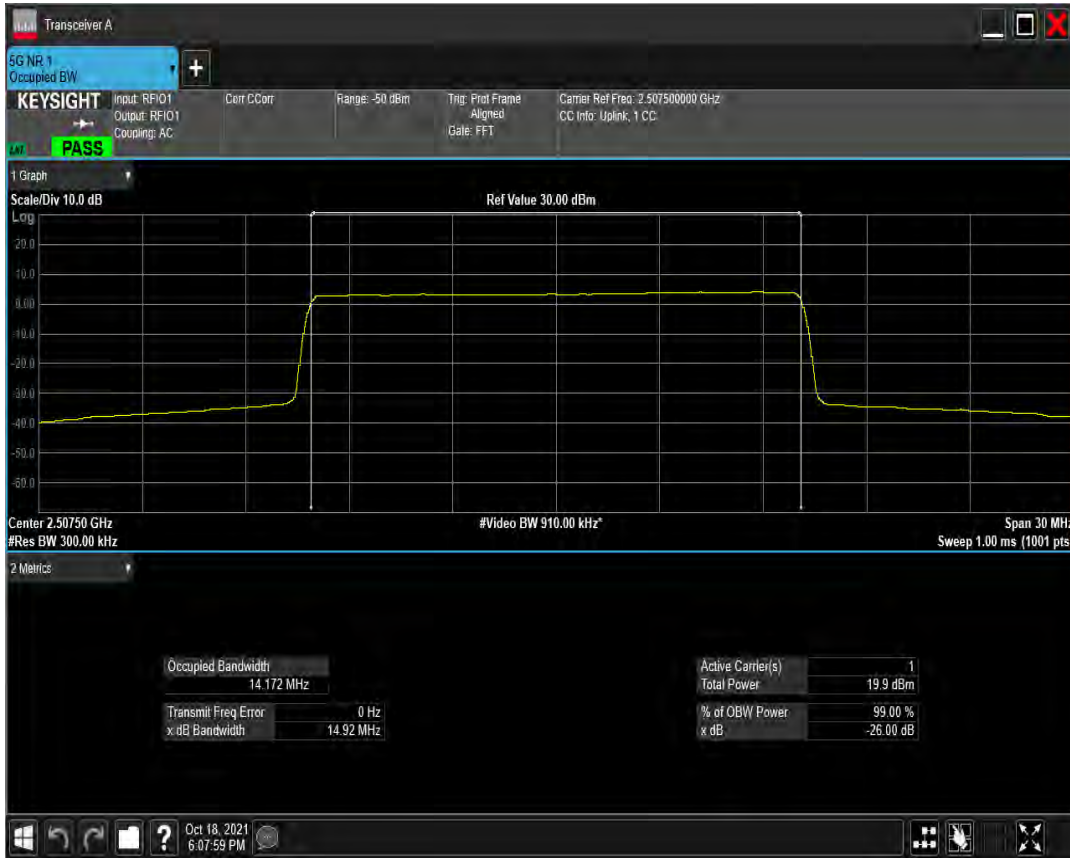 Transceiver A
5G NR 1
Occupied BW
+
KEYSIGHT
Input: RFIO1
Output: RFIO1
Coupling: AC
Corr CCorr
Range: -50 dBm
Trig: Prot Frame
Aligned
Gate: FFT
Carrier Ref Freq: 2.507500000 GHz
CC Info: Uplink, 1 CC
PASS
1 Graph
Scale/Div 10.0 dB
Ref Value 30.00 dBm
Log
20.0
10.0
0.00
-10.0
-20.0
-30.0
-40.0
-50.0
-60.0
Center 2.50750 GHz
#Video BW 910.00 kHz*
Span 30 MHz
#Res BW 300.00 kHz
Sweep 1.00 ms (1001 pts
2 Metrics
Occupied Bandwidth
14.172 MHz
Transmit Freq Error 0 Hz
x dB Bandwidth 14.92 MHz
Active Carrier(s) 1
Total Power 19.9 dBm
% of OBW Power 99.00 %
x dB -26.00 dB
?
Oct 18, 2021
6:07:59 PM